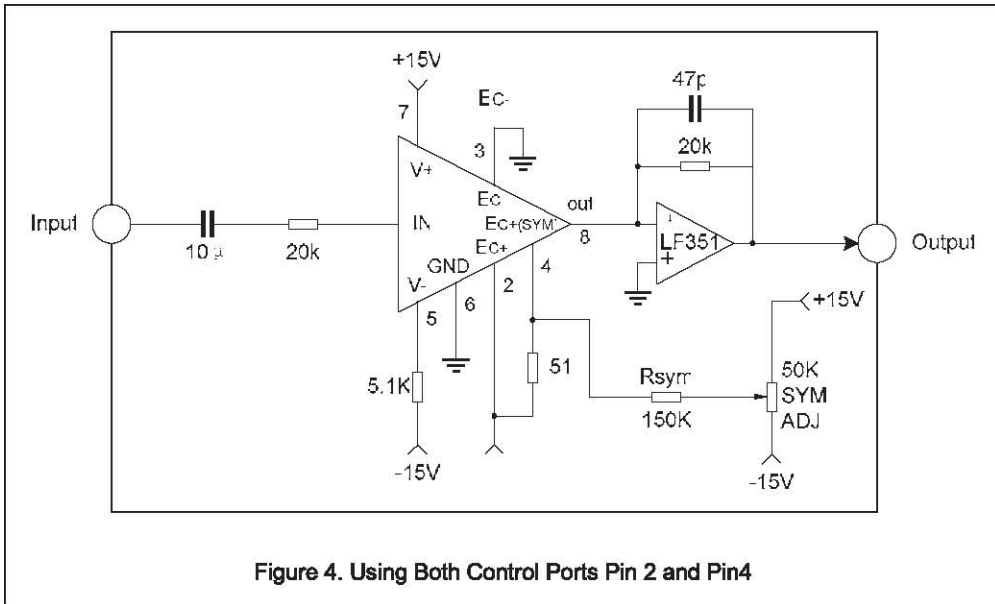 +15V
7
EC-
3
47p
20k
V+
EC
out
Input
IN
EC+(SYM)
8
LF351
+
Output
10 μ
20k
EC+
GND
V-
4
2
6
5
+15V
5.1K
51
Rsym
150K
50K
SYM
ADJ
-15V
-15V
Figure 4. Using Both Control Ports Pin 2 and Pin4